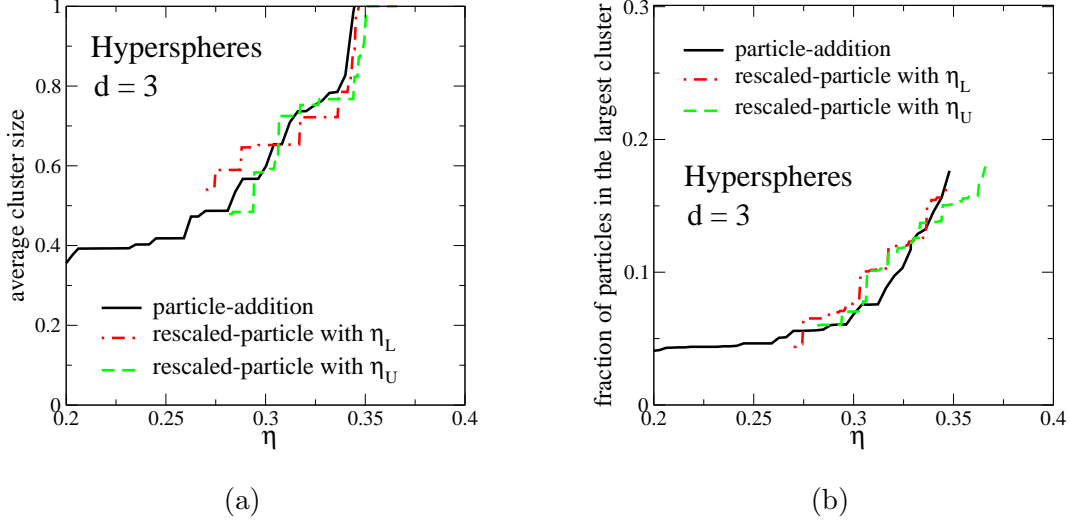 1
0.8
0.6
0.4
0.2
0
average cluster size
Hyperspheres
d = 3
particle-addition
rescaled-particle with η_L
rescaled-particle with η_U
0.2
0.25
0.3
0.35
0.4
η
(a)
0.3
0.2
0.1
0
fraction of particles in the largest cluster
particle-addition
rescaled-particle with η_L
rescaled-particle with η_U
Hyperspheres
d = 3
0.2
0.25
0.3
0.35
0.4
η
(b)